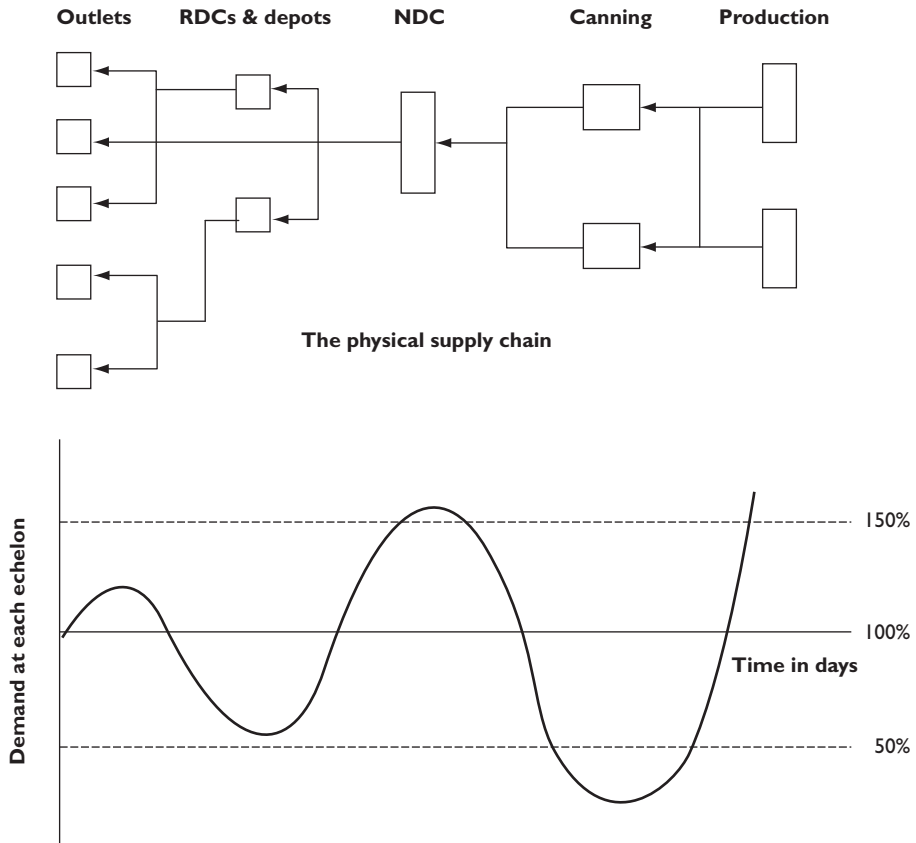 Outlets RDCs & depots NDC Canning Production
The physical supply chain
Demand at each echelon
150%
100%
Time in days
50%